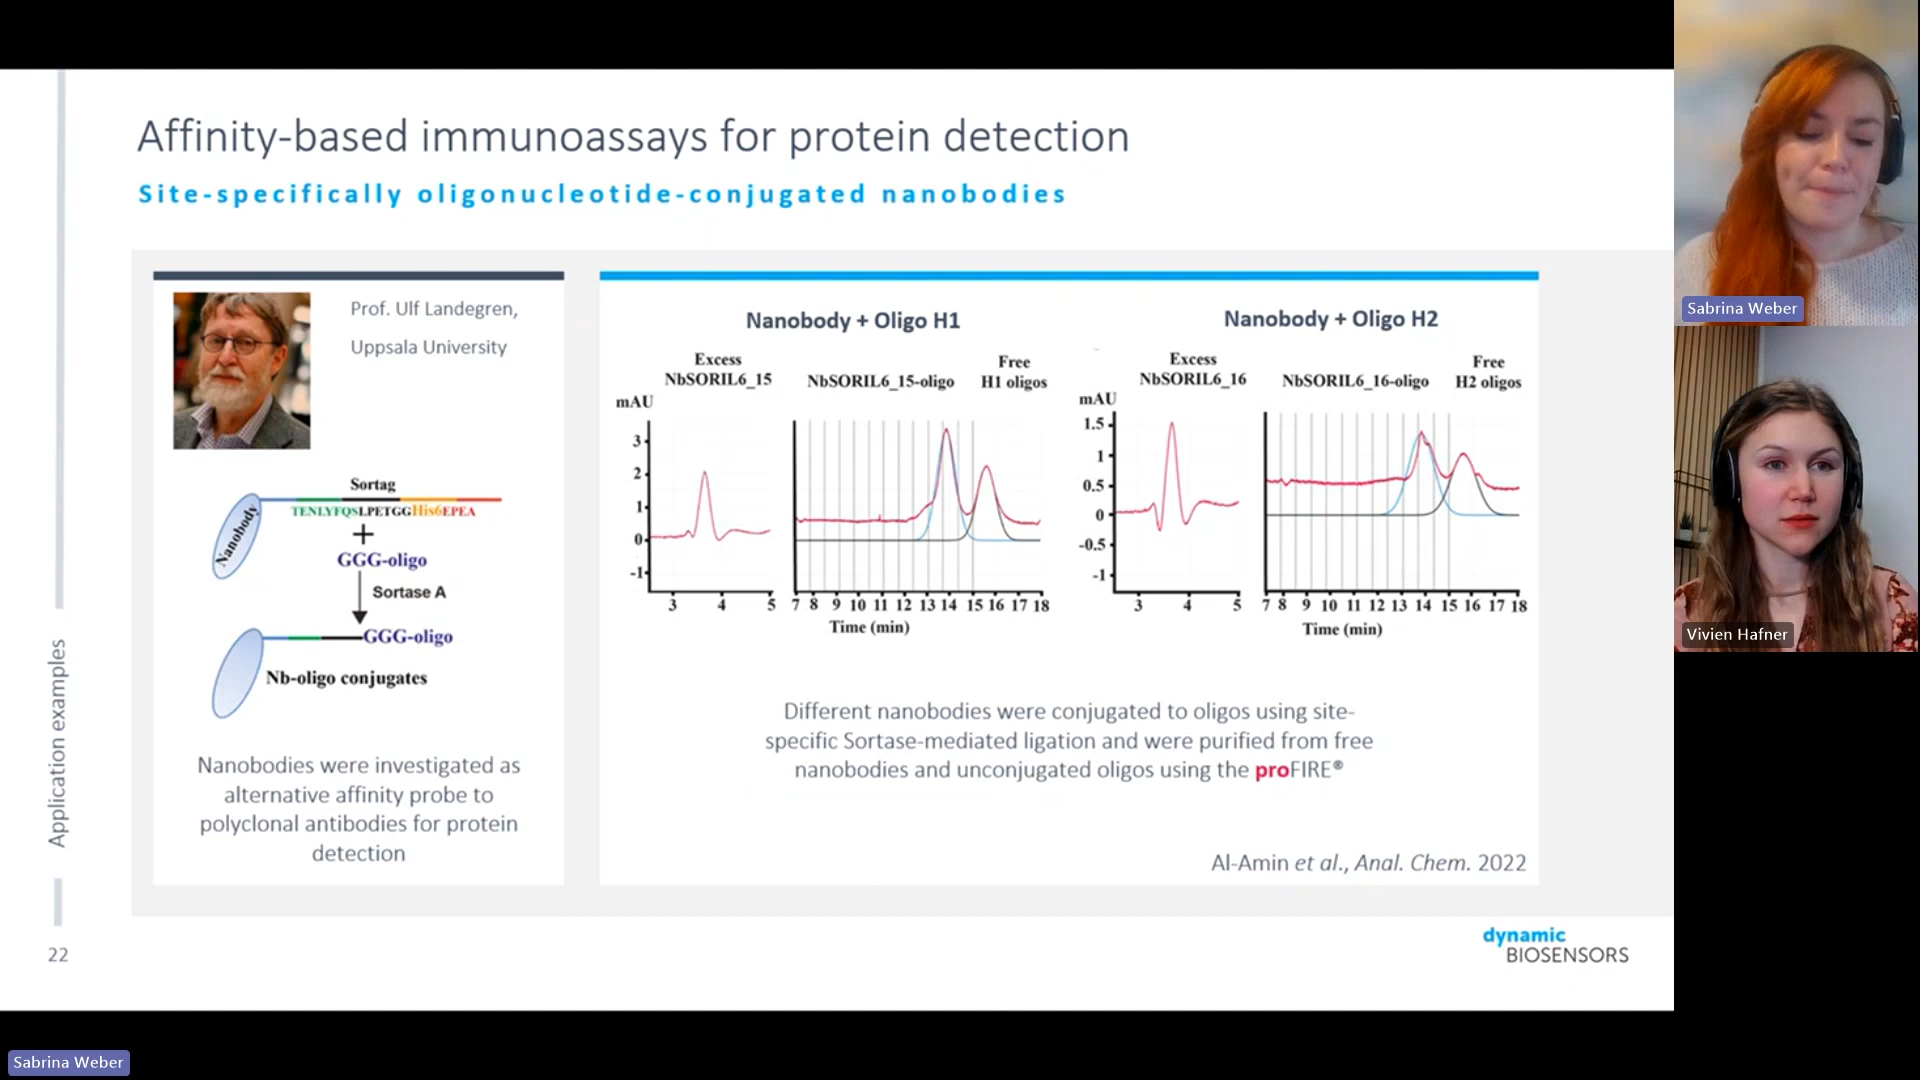 Affinity-based immunoassays for protein detection
Site-specifically oligonucleotide-conjugated nanobodies
Prof. Ulf Landegren,
Uppsala University
Sortag
Nanobody
TENLYFQSLPETGGHis6EPEA
+
GGG-oligo
Sortase A
GGG-oligo
Nb-oligo conjugates
Nanobodies were investigated as
alternative affinity probe to
polyclonal antibodies for protein
detection
Nanobody + Oligo H1
Excess
NbSORIL6_15
NbSORIL6_15-oligo
Free
H1 oligos
mAU
3
2
1
0
-1
3 4 5
7 8 9 10 11 12 13 14 15 16 17 18
Time (min)
Nanobody + Oligo H2
Excess
NbSORIL6_16
NbSORIL6_16-oligo
Free
H2 oligos
mAU
1.5
1
0.5
0
-0.5
-1
3 4 5
7 8 9 10 11 12 13 14 15 16 17 18
Time (min)
Different nanobodies were conjugated to oligos using site-
specific Sortase-mediated ligation and were purified from free
nanobodies and unconjugated oligos using the proFIRE®
Al-Amin et al., Anal. Chem. 2022
Application examples
22
dynamic
BIOSENSORS
Sabrina Weber
Vivien Hafner
Sabrina Weber